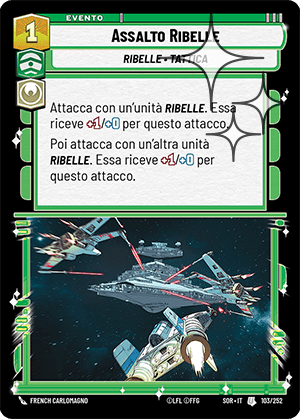 EVENTO
1
ASSALTO RIBELLE
RIBELLE • TATTICA
Attacca con un'unità RIBELLE. Essa
riceve +1/+0 per questo attacco.
Poi attacca con un'altra unità
RIBELLE. Essa riceve +1/+0 per
questo attacco.
FRENCH CARLOMAGNO
©LFL ©FFG
SOR • IT
103/252